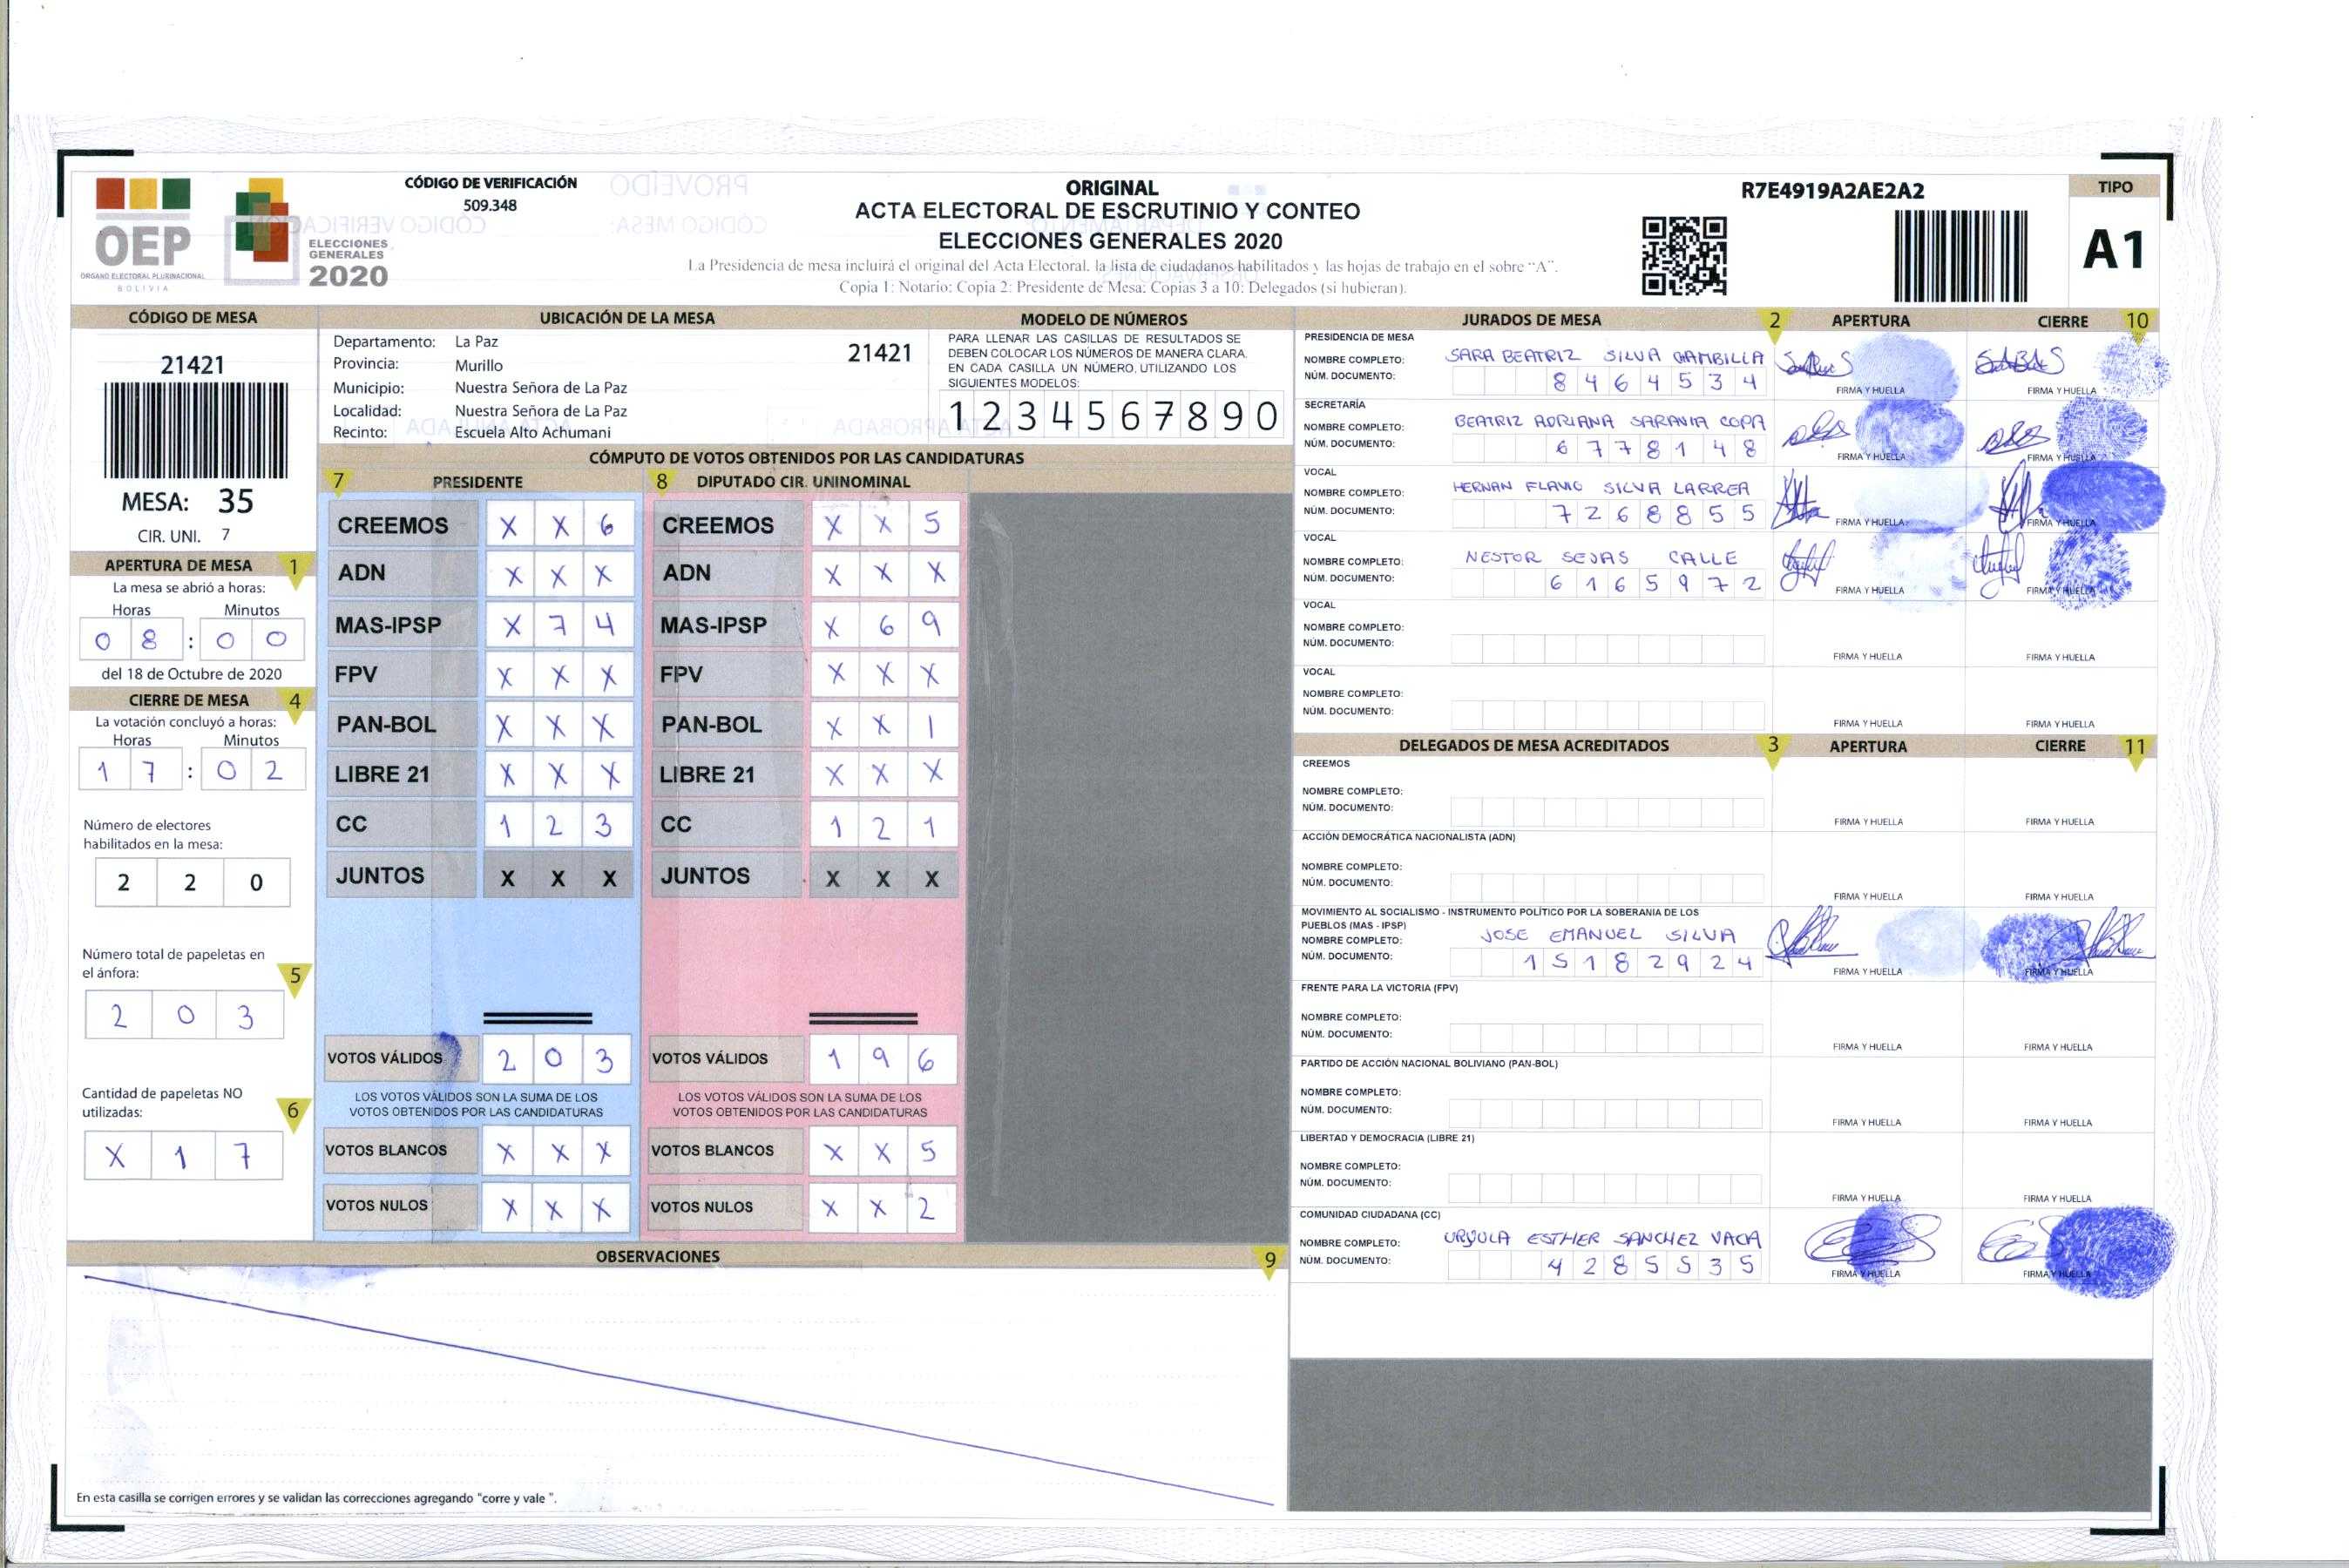 OEP
ÓRGANO ELECTORAL PLURINACIONAL
BOLIVIA
ELECCIONES
GENERALES
2020
CÓDIGO DE VERIFICACIÓN
509.348
ORIGINAL
ACTA ELECTORAL DE ESCRUTINIO Y CONTEO
ELECCIONES GENERALES 2020
La Presidencia de mesa incluirá el original del Acta Electoral, la lista de ciudadanos habilitados y las hojas de trabajo en el sobre “A”.
Copia 1: Notario; Copia 2: Presidente de Mesa; Copias 3 a 10: Delegados (si hubieran).
R7E4919A2AE2A2
TIPO
A1
CÓDIGO DE MESA
21421
MESA: 35
CIR. UNI. 7
UBICACIÓN DE LA MESA
Departamento: La Paz
21421
Provincia: Murillo
Municipio: Nuestra Señora de La Paz
Localidad: Nuestra Señora de La Paz
Recinto: Escuela Alto Achumani
MODELO DE NÚMEROS
PARA LLENAR LAS CASILLAS DE RESULTADOS SE
DEBEN COLOCAR LOS NÚMEROS DE MANERA CLARA.
EN CADA CASILLA UN NÚMERO, UTILIZANDO LOS
SIGUIENTES MODELOS:
1 2 3 4 5 6 7 8 9 0
APERTURA DE MESA 1
La mesa se abrió a horas:
Horas Minutos
0 8 : 0 0
del 18 de Octubre de 2020
CIERRE DE MESA 4
La votación concluyó a horas:
Horas Minutos
1 7 : 0 2
Número de electores
habilitados en la mesa:
2 2 0
Número total de papeletas en
el ánfora: 5
2 0 3
Cantidad de papeletas NO
utilizadas: 6
X 1 7
CÓMPUTO DE VOTOS OBTENIDOS POR LAS CANDIDATURAS
7 PRESIDENTE
CREEMOS X X 6
ADN X X X
MAS-IPSP X 7 4
FPV X X X
PAN-BOL X X X
LIBRE 21 X X X
CC 1 2 3
JUNTOS X X X
VOTOS VÁLIDOS 2 0 3
LOS VOTOS VÁLIDOS SON LA SUMA DE LOS
VOTOS OBTENIDOS POR LAS CANDIDATURAS
VOTOS BLANCOS X X X
VOTOS NULOS X X X
8 DIPUTADO CIR. UNINOMINAL
CREEMOS X X 5
ADN X X X
MAS-IPSP X 6 9
FPV X X X
PAN-BOL X X 1
LIBRE 21 X X X
CC 1 2 1
JUNTOS X X X
VOTOS VÁLIDOS 1 9 6
LOS VOTOS VÁLIDOS SON LA SUMA DE LOS
VOTOS OBTENIDOS POR LAS CANDIDATURAS
VOTOS BLANCOS X X 5
VOTOS NULOS X X 2
OBSERVACIONES 9
En esta casilla se corrigen errores y se validan las correcciones agregando "corre y vale ".
JURADOS DE MESA 2 APERTURA CIERRE 10
PRESIDENCIA DE MESA
NOMBRE COMPLETO: SARA BEATRIZ SILVA
NÚM. DOCUMENTO: 8 4 6 4 5 3 4
FIRMA Y HUELLA FIRMA Y HUELLA
SECRETARÍA
NOMBRE COMPLETO: BEATRIZ ADRIANA SARAVIA COPA
NÚM. DOCUMENTO: 6 7 7 8 1 4 8
FIRMA Y HUELLA FIRMA Y HUELLA
VOCAL
NOMBRE COMPLETO: HERNAN FLAVIO SILVA LARREA
NÚM. DOCUMENTO: 7 2 6 8 8 5 5
FIRMA Y HUELLA FIRMA Y HUELLA
VOCAL
NOMBRE COMPLETO: NESTOR SEJAS CALLE
NÚM. DOCUMENTO: 6 1 6 5 9 7 2
FIRMA Y HUELLA FIRMA Y HUELLA
VOCAL
NOMBRE COMPLETO:
NÚM. DOCUMENTO:
FIRMA Y HUELLA FIRMA Y HUELLA
VOCAL
NOMBRE COMPLETO:
NÚM. DOCUMENTO:
FIRMA Y HUELLA FIRMA Y HUELLA
DELEGADOS DE MESA ACREDITADOS 3 APERTURA CIERRE 11
CREEMOS
NOMBRE COMPLETO:
NÚM. DOCUMENTO:
FIRMA Y HUELLA FIRMA Y HUELLA
ACCIÓN DEMOCRÁTICA NACIONALISTA (ADN)
NOMBRE COMPLETO:
NÚM. DOCUMENTO:
FIRMA Y HUELLA FIRMA Y HUELLA
MOVIMIENTO AL SOCIALISMO - INSTRUMENTO POLÍTICO POR LA SOBERANIA DE LOS
PUEBLOS (MAS - IPSP)
NOMBRE COMPLETO: JOSE EMANUEL SILVA
NÚM. DOCUMENTO: 1 5 1 8 2 9 2 4
FIRMA Y HUELLA FIRMA Y HUELLA
FRENTE PARA LA VICTORIA (FPV)
NOMBRE COMPLETO:
NÚM. DOCUMENTO:
FIRMA Y HUELLA FIRMA Y HUELLA
PARTIDO DE ACCIÓN NACIONAL BOLIVIANO (PAN-BOL)
NOMBRE COMPLETO:
NÚM. DOCUMENTO:
FIRMA Y HUELLA FIRMA Y HUELLA
LIBERTAD Y DEMOCRACIA (LIBRE 21)
NOMBRE COMPLETO:
NÚM. DOCUMENTO:
FIRMA Y HUELLA FIRMA Y HUELLA
COMUNIDAD CIUDADANA (CC)
NOMBRE COMPLETO: URSULA ESTHER SANCHEZ VACA
NÚM. DOCUMENTO: 4 2 8 5 5 3 5
FIRMA Y HUELLA FIRMA Y HUELLA